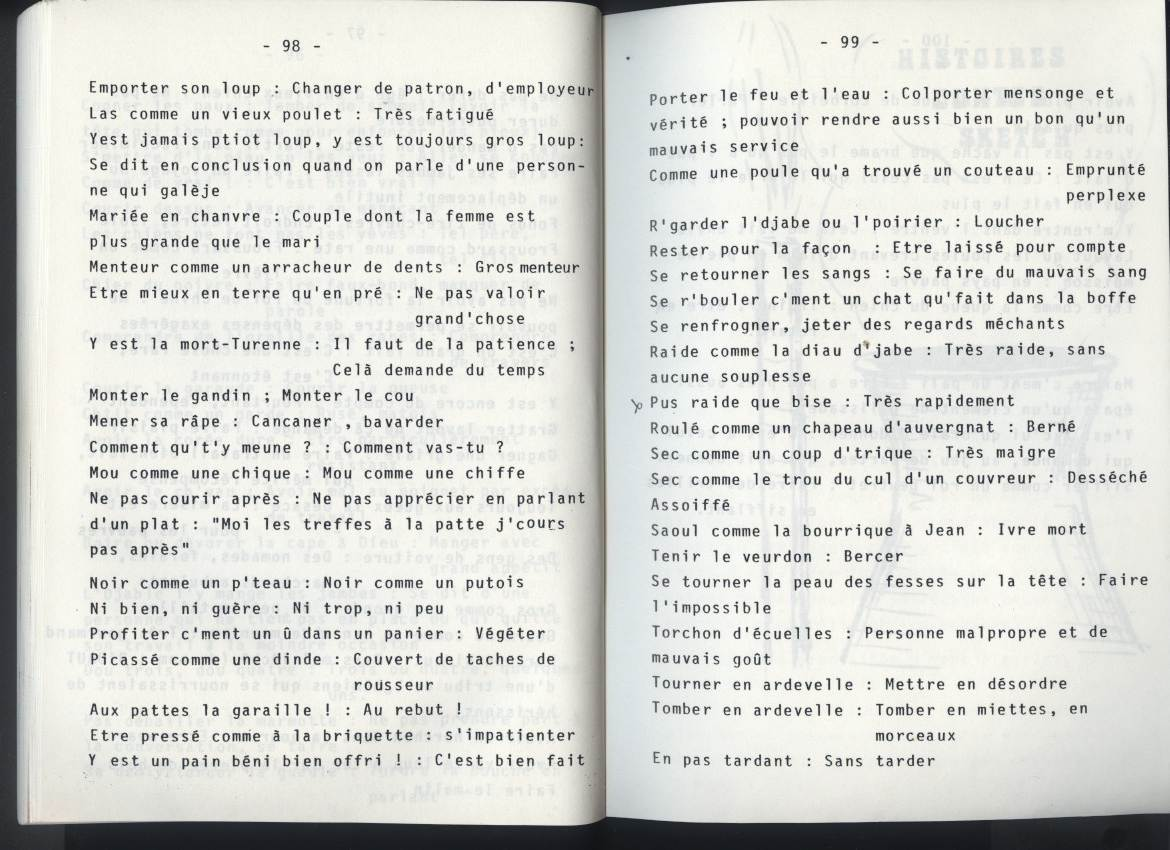 - 98 -
Emporter son loup : Changer de patron, d'employeur
Las comme un vieux poulet : Très fatigué
Yest jamais ptiot loup, y est toujours gros loup:
Se dit en conclusion quand on parle d'une person-
ne qui galèje
Mariée en chanvre : Couple dont la femme est
plus grande que le mari
Menteur comme un arracheur de dents : Gros menteur
Etre mieux en terre qu'en prê : Ne pas valoir
grand'chose
Y est la mort-Turenne : Il faut de la patience ;
Celà demande du temps
Monter le gandin ; Monter le cou
Mener sa râpe : Cancaner , bavarder
Comment qu't'y meune ? : Comment vas-tu ?
Mou comme une chique : Mou comme une chiffe
Ne pas courir après : Ne pas apprécier en parlant
d'un plat : "Moi les treffes à la patte j'cours
pas après"
Noir comme un p'teau : Noir comme un putois
Ni bien, ni guère : Ni trop, ni peu
Profiter c'ment un û dans un panier : Végéter
Picassé comme une dinde : Couvert de taches de
rousseur
Aux pattes la garaille ! : Au rebut !
Etre pressé comme à la briquette : s'impatienter
Y est un pain béni bien offri ! : C'est bien fait
- 99 -
Porter le feu et l'eau : Colporter mensonge et
vérité ; pouvoir rendre aussi bien un bon qu'un
mauvais service
Comme une poule qu'a trouvé un couteau : Emprunté
perplexe
R'garder l'djabe ou l'poirier : Loucher
Rester pour la façon : Etre laissé pour compte
Se retourner les sangs : Se faire du mauvais sang
Se r'bouler c'ment un chat qu'fait dans la boffe
Se renfrogner, jeter des regards méchants
Raide comme la diau d'jabe : Très raide, sans
aucune souplesse
Pus raide que bise : Très rapidement
Roulé comme un chapeau d'auvergnat : Berné
Sec comme un coup d'trique : Très maigre
Sec comme le trou du cul d'un couvreur : Desséché
Assoiffé
Saoul comme la bourrique à Jean : Ivre mort
Tenir le veurdon : Bercer
Se tourner la peau des fesses sur la tête : Faire
l'impossible
Torchon d'écuelles : Personne malpropre et de
mauvais goût
Tourner en ardevelle : Mettre en désordre
Tomber en ardevelle : Tomber en miettes, en
morceaux
En pas tardant : Sans tarder